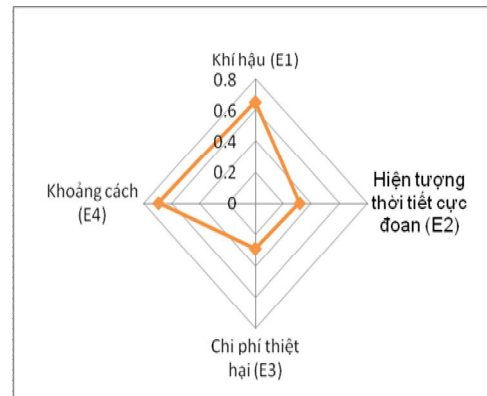 Khí hậu (E1)
0.8
0.6
0.4
0.2
0
Hiện tượng
thời tiết cực
đoan (E2)
Khoảng cách
(E4)
Chi phí thiệt
hại (E3)